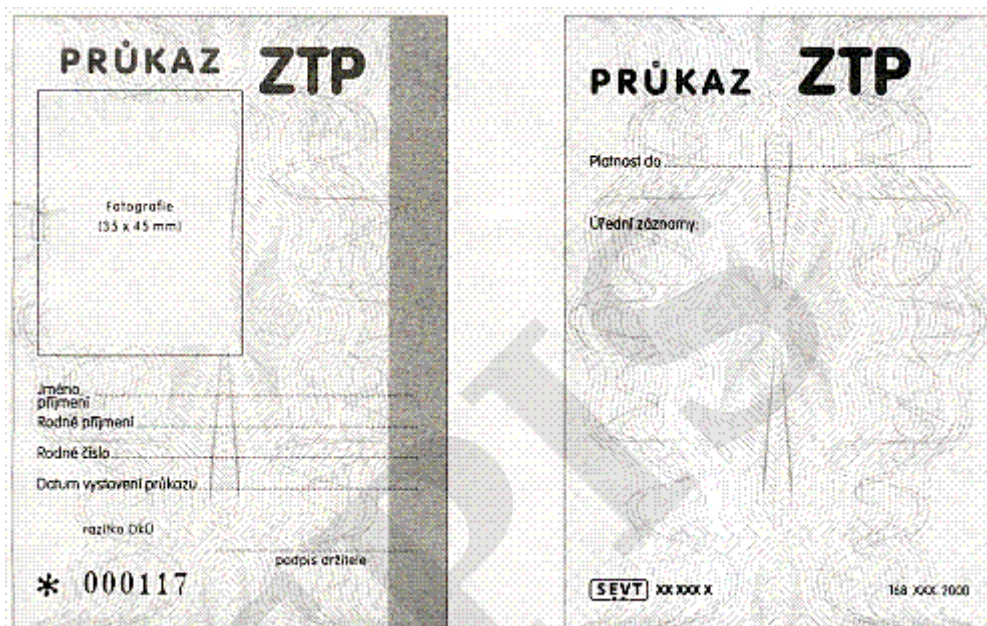 PRŮKAZ ZTP
Fotografie
(35 x 45 mm)
Jméno,
příjmení
Rodné příjmení
Rodné číslo
Datum vystavení průkazu
razítko OkÚ
podpis držitele
* 000117
PRŮKAZ ZTP
Platnost do
Úřední záznamy:
SEVT XX XXX X
168 XXX 2000
PIS